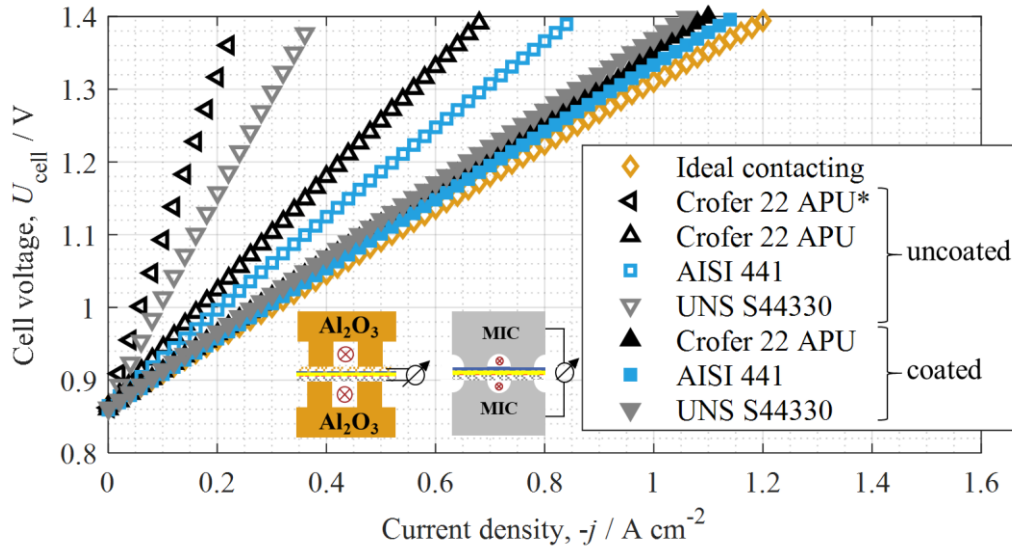 1.4
1.3
1.2
1.1
1
0.9
0.8
Cell voltage, U_cell / V
Ideal contacting
Crofer 22 APU*
Crofer 22 APU
AISI 441
UNS S44330
uncoated
Crofer 22 APU
AISI 441
UNS S44330
coated
Al₂O₃
Al₂O₃
MIC
MIC
0 0.2 0.4 0.6 0.8 1 1.2 1.4 1.6
Current density, -j / A cm⁻²